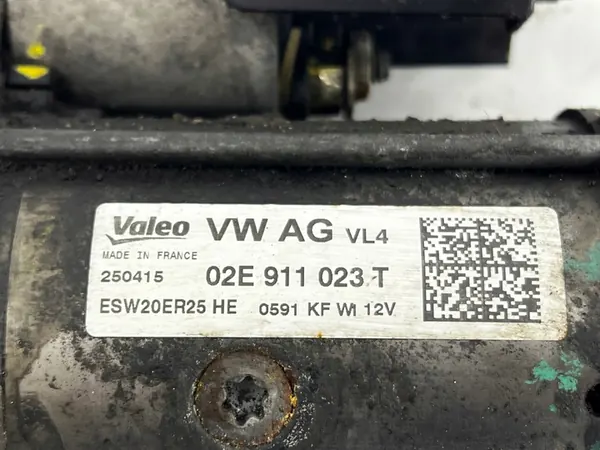 Valeo VW AG VL4
MADE IN FRANCE
250415 02E 911 023 T
ESW20ER25 HE 0591 KF WI 12V